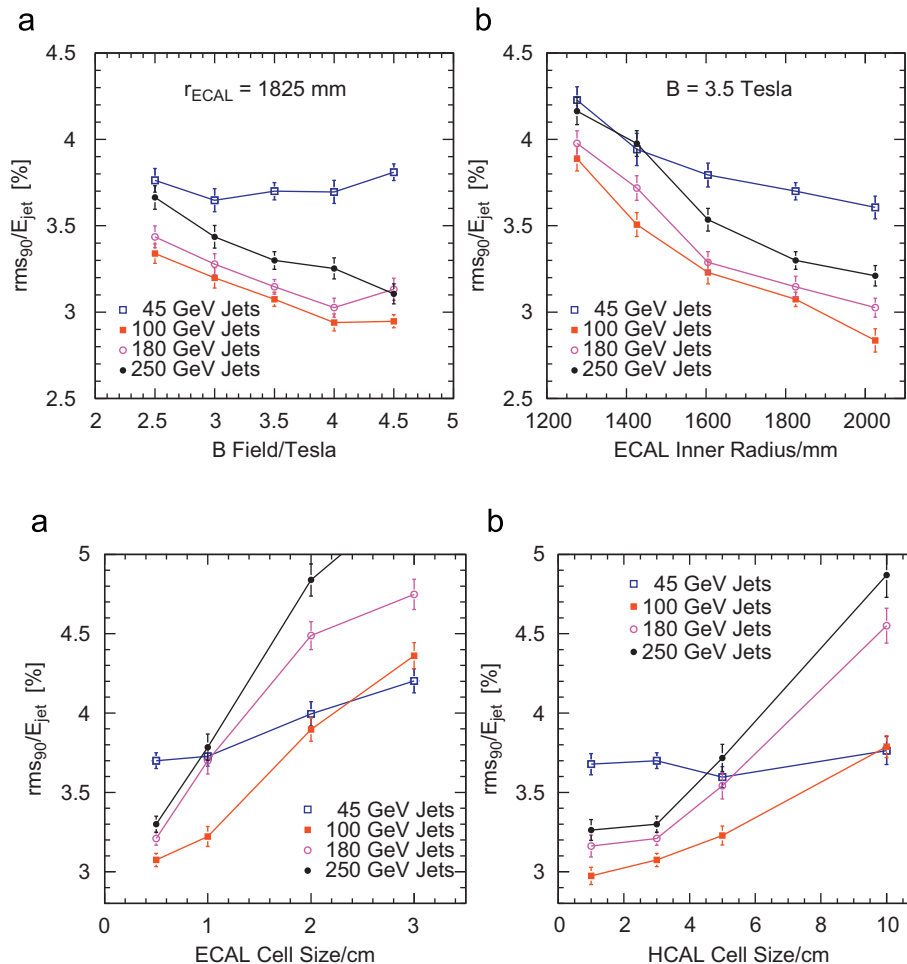 a
b
4.5
4
3.5
3
2.5
rms90/Ejet [%]
rECAL = 1825 mm
45 GeV Jets
100 GeV Jets
180 GeV Jets
250 GeV Jets
2 2.5 3 3.5 4 4.5 5
B Field/Tesla
4.5
4
3.5
3
2.5
rms90/Ejet [%]
B = 3.5 Tesla
45 GeV Jets
100 GeV Jets
180 GeV Jets
250 GeV Jets
1200 1400 1600 1800 2000
ECAL Inner Radius/mm
a
b
5
4.5
4
3.5
3
rms90/Ejet [%]
45 GeV Jets
100 GeV Jets
180 GeV Jets
250 GeV Jets
0 1 2 3
ECAL Cell Size/cm
5
4.5
4
3.5
3
rms90/Ejet [%]
45 GeV Jets
100 GeV Jets
180 GeV Jets
250 GeV Jets
0 2 4 6 8 10
HCAL Cell Size/cm